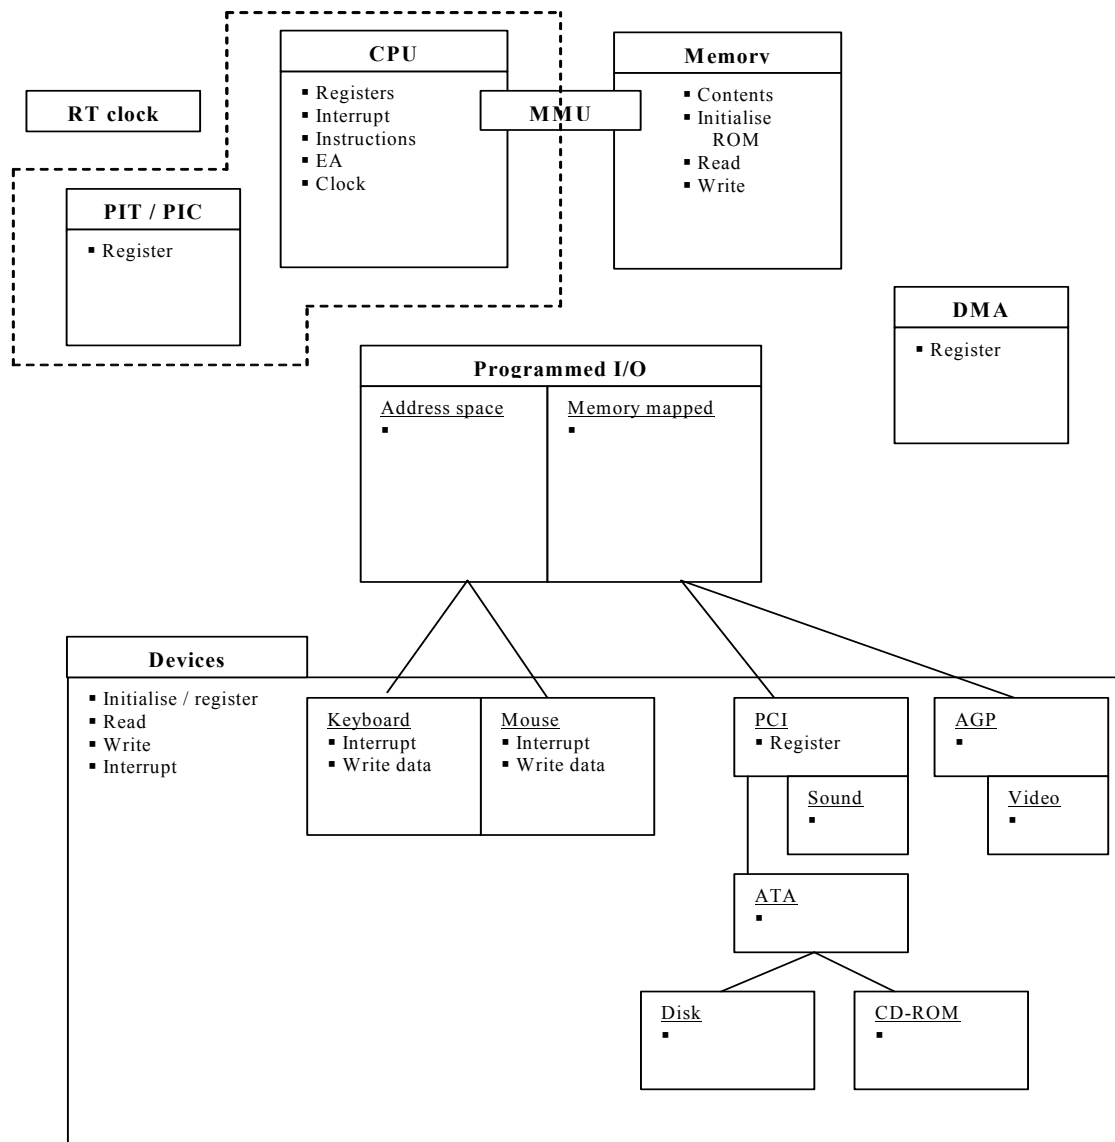 CPU
▪ Registers
▪ Interrupt
▪ Instructions
▪ EA
▪ Clock
MMU
Memory
▪ Contents
▪ Initialise
ROM
▪ Read
▪ Write
RT clock
PIT / PIC
▪ Register
DMA
▪ Register
Programmed I/O
Address space
▪
Memory mapped
▪
Devices
▪ Initialise / register
▪ Read
▪ Write
▪ Interrupt
Keyboard
▪ Interrupt
▪ Write data
Mouse
▪ Interrupt
▪ Write data
PCI
▪ Register
Sound
▪
AGP
▪
Video
▪
ATA
▪
Disk
▪
CD-ROM
▪